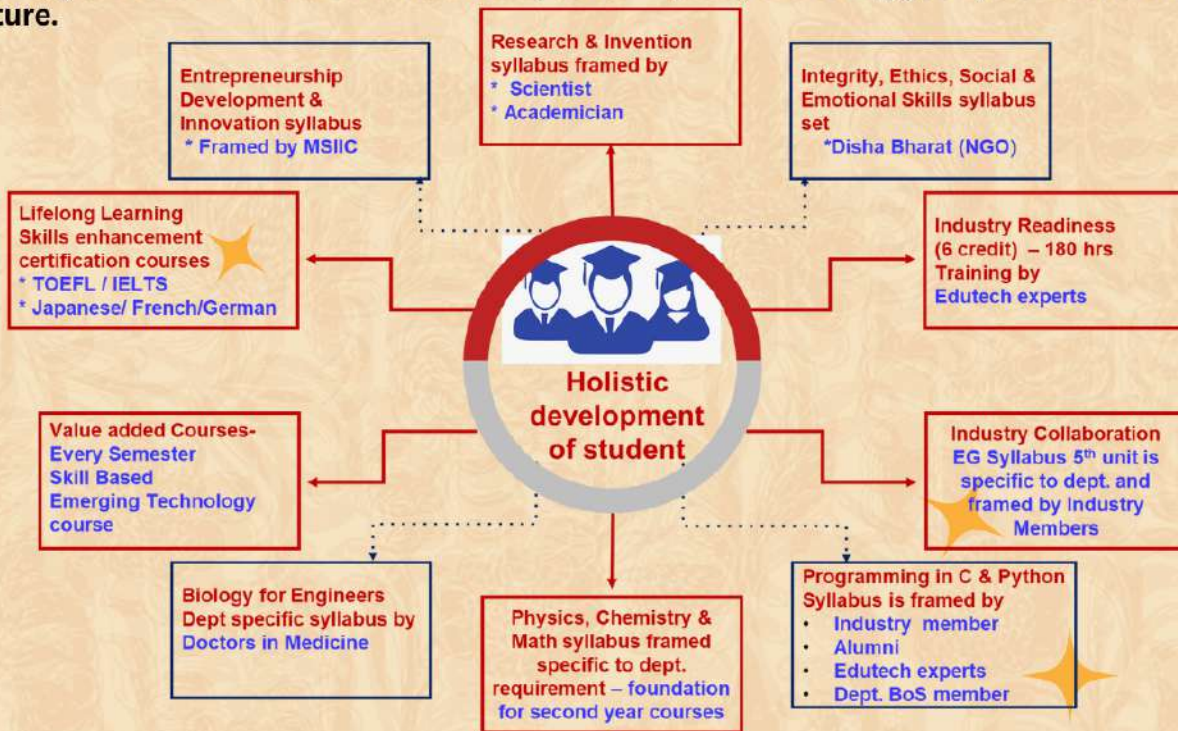 ture.
Research & Invention
syllabus framed by
* Scientist
* Academician
Entrepreneurship
Development &
Innovation syllabus
* Framed by MSIIC
Integrity, Ethics, Social &
Emotional Skills syllabus
set
*Disha Bharat (NGO)
Lifelong Learning
Skills enhancement
certification courses
* TOEFL / IELTS
* Japanese/ French/German
Industry Readiness
(6 credit) – 180 hrs
Training by
Edutech experts
Holistic
development
of student
Value added Courses-
Every Semester
Skill Based
Emerging Technology
course
Industry Collaboration
EG Syllabus 5th unit is
specific to dept. and
framed by Industry
Members
Biology for Engineers
Dept specific syllabus by
Doctors in Medicine
Physics, Chemistry &
Math syllabus framed
specific to dept.
requirement – foundation
for second year courses
Programming in C & Python
Syllabus is framed by
• Industry member
• Alumni
• Edutech experts
• Dept. BoS member